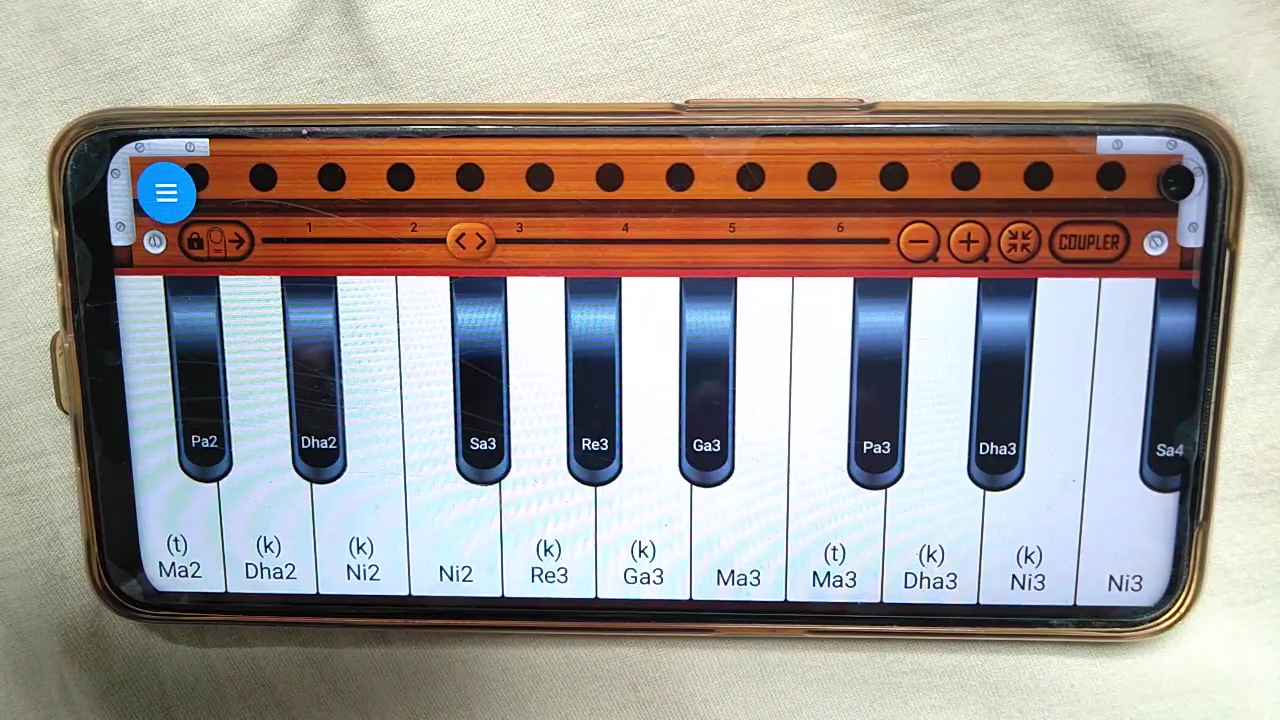 1 2 3 4 5 6
COUPLER
Pa2 Dha2 Sa3 Re3 Ga3 Pa3 Dha3 Sa4
(t) (k) (k) (k) (k) (t) (k) (k)
Ma2 Dha2 Ni2 Ni2 Re3 Ga3 Ma3 Ma3 Dha3 Ni3 Ni3